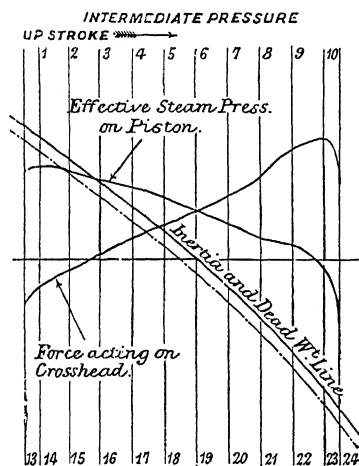 INTERMEDIATE PRESSURE
UP STROKE
1 2 3 4 5 6 7 8 9 10
Effective Steam Press.
on Piston.
Inertia and Dead Wt. Line
Force acting on
Crosshead.
13 14 15 16 17 18 19 20 21 22 23 24